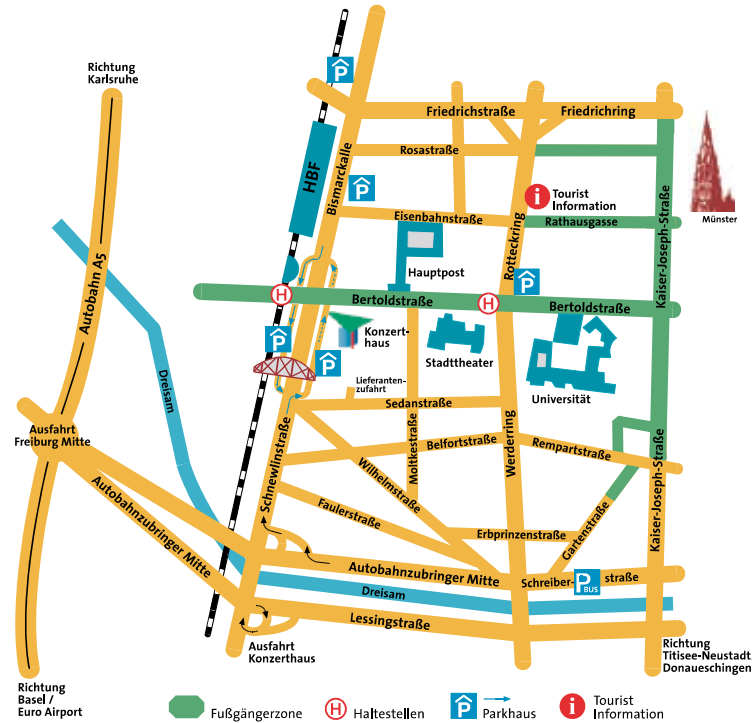 Richtung
Karlsruhe
P
Friedrichstraße
Friedrichring
Rosastraße
HBF
Bismarckalle
P
i
Tourist
Information
Münster
Eisenbahnstraße
Rathausgasse
Rotteckring
Kaiser-Joseph-Straße
Autobahn A5
Hauptpost
P
H
Bertoldstraße
H
Bertoldstraße
P
Konzert-
haus
P
Stadttheater
Universität
Dreisam
Lieferanten-
zufahrt
Sedanstraße
Ausfahrt
Freiburg Mitte
Schnewlinstraße
Belfortstraße
Moltkestraße
Werderring
Rempartstraße
Wilhelmstraße
Faulerstraße
Erbprinzenstraße
Gartenstraße
Kaiser-Joseph-Straße
Autobahnzubringer Mitte
Autobahnzubringer Mitte
Schreiber-
P
BUS
straße
Dreisam
Lessingstraße
Ausfahrt
Konzerthaus
Richtung
Titisee-Neustadt
Donaueschingen
Richtung
Basel /
Euro Airport
Fußgängerzone
H
Haltestellen
P
Parkhaus
i
Tourist
Information